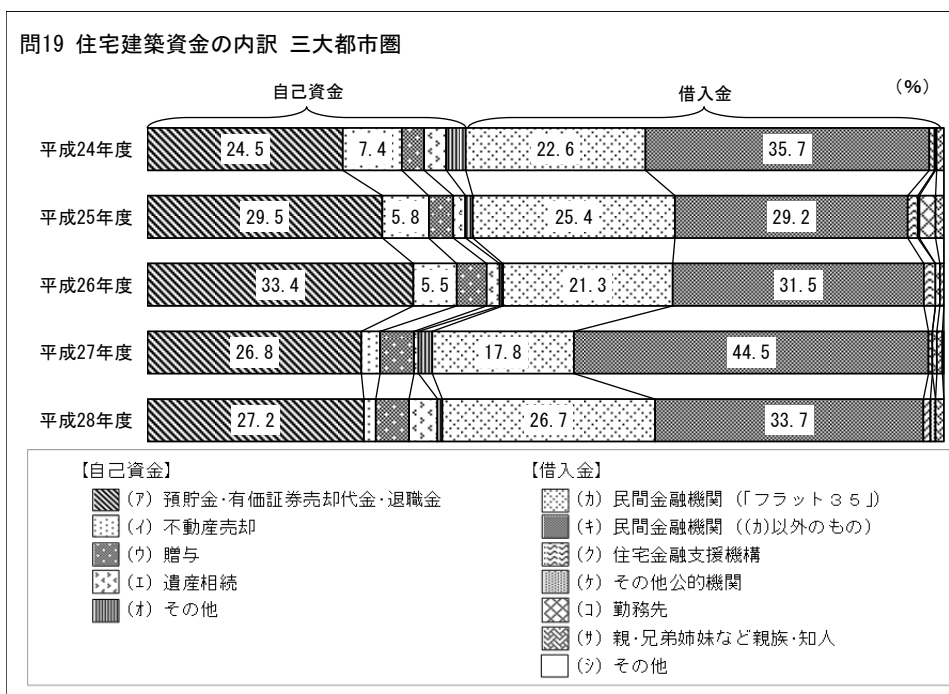 問19 住宅建築資金の内訳 三大都市圏
自己資金 借入金 (%)
平成24年度 24.5 7.4 22.6 35.7
平成25年度 29.5 5.8 25.4 29.2
平成26年度 33.4 5.5 21.3 31.5
平成27年度 26.8 17.8 44.5
平成28年度 27.2 26.7 33.7
【自己資金】
(ア) 預貯金・有価証券売却代金・退職金
(イ) 不動産売却
(ウ) 贈与
(エ) 遺産相続
(オ) その他
【借入金】
(カ) 民間金融機関 (「フラット35」)
(キ) 民間金融機関 ((カ)以外のもの)
(ク) 住宅金融支援機構
(ケ) その他公的機関
(コ) 勤務先
(サ) 親・兄弟姉妹など親族・知人
(シ) その他